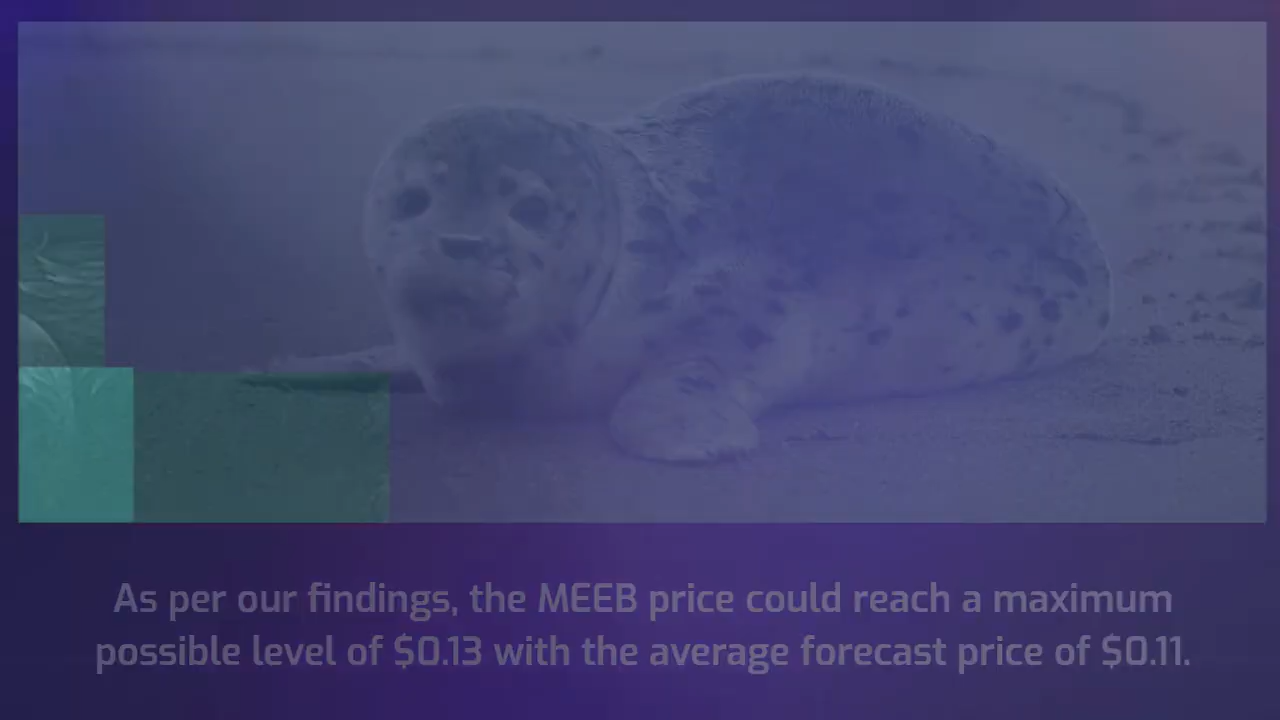 As per our findings, the MEEB price could reach a maximum
possible level of $0.13 with the average forecast price of $0.11.